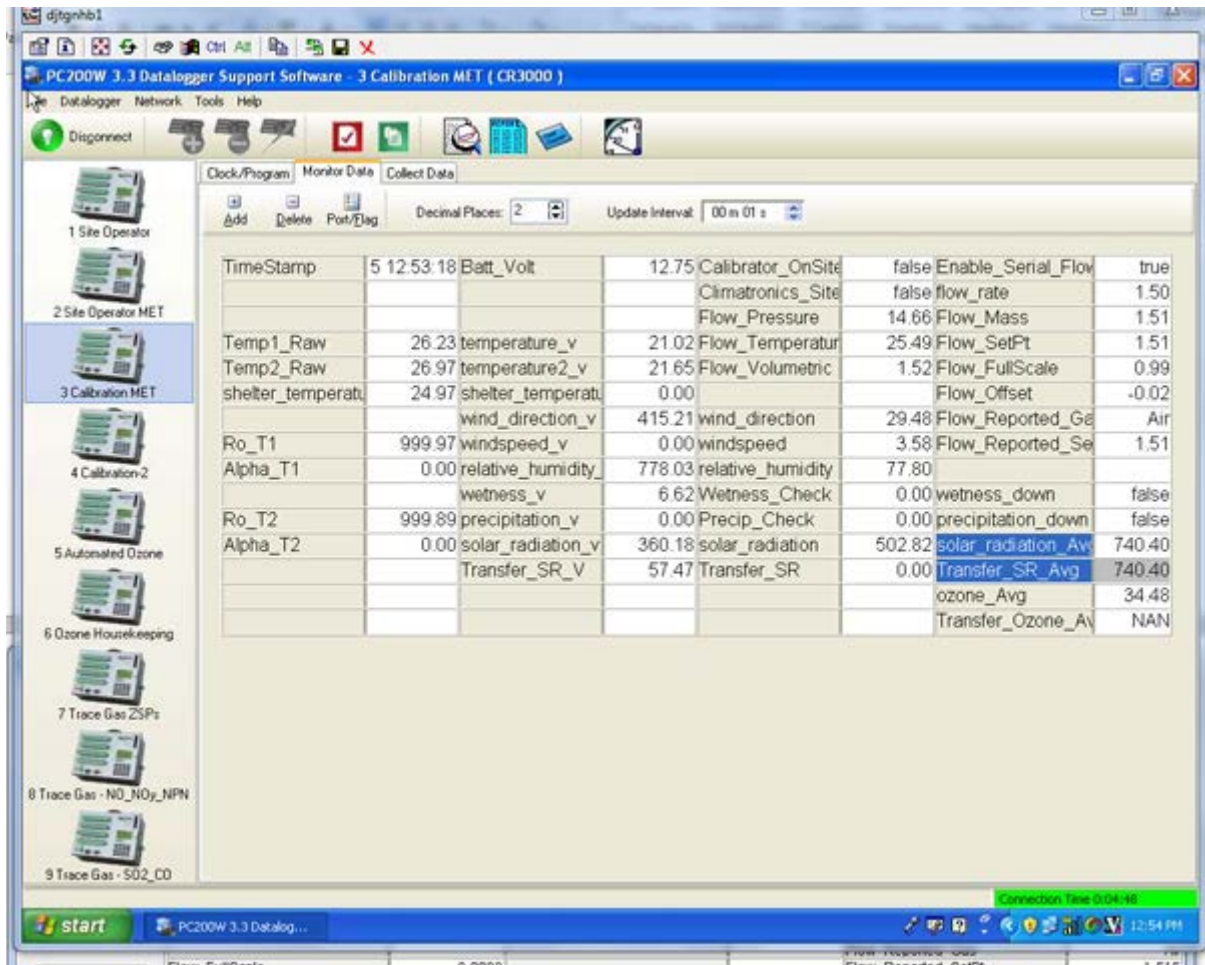 djtgnhb1
Ctrl Alt
PC200W 3.3 Datalogger Support Software - 3 Calibration MET ( CR3000 )
Datalogger Network Tools Help
Disconnect
Clock/Program Monitor Data Collect Data
Add Delete Port/Flag Decimal Places: 2 Update Interval: 00 m 01 s
1 Site Operator
2 Site Operator MET
3 Calibration MET
4 Calibration-2
5 Automated Ozone
6 Ozone Housekeeping
7 Trace Gas ZSPs
8 Trace Gas - NO_NOy_NPN
9 Trace Gas - SO2_CO
TimeStamp 5 12:53:18 Batt_Volt 12.75 Calibrator_OnSite false Enable_Serial_Flow true
Climatronics_Site false flow_rate 1.50
Flow_Pressure 14.66 Flow_Mass 1.51
Temp1_Raw 26.23 temperature_v 21.02 Flow_Temperatur 25.49 Flow_SetPt 1.51
Temp2_Raw 26.97 temperature2_v 21.65 Flow_Volumetric 1.52 Flow_FullScale 0.99
shelter_temperatu 24.97 shelter_temperatu 0.00 Flow_Offset -0.02
wind_direction_v 415.21 wind_direction 29.48 Flow_Reported_Ga Air
Ro_T1 999.97 windspeed_v 0.00 windspeed 3.58 Flow_Reported_Se 1.51
Alpha_T1 0.00 relative_humidity_ 778.03 relative_humidity 77.80
wetness_v 6.62 Wetness_Check 0.00 wetness_down false
Ro_T2 999.89 precipitation_v 0.00 Precip_Check 0.00 precipitation_down false
Alpha_T2 0.00 solar_radiation_v 360.18 solar_radiation 502.82 solar_radiation_Avg 740.40
Transfer_SR_V 57.47 Transfer_SR 0.00 Transfer_SR_Avg 740.40
ozone_Avg 34.48
Transfer_Ozone_Av NAN
Connection Time 0:04:48
start PC200W 3.3 Datalog... 12:54 PM